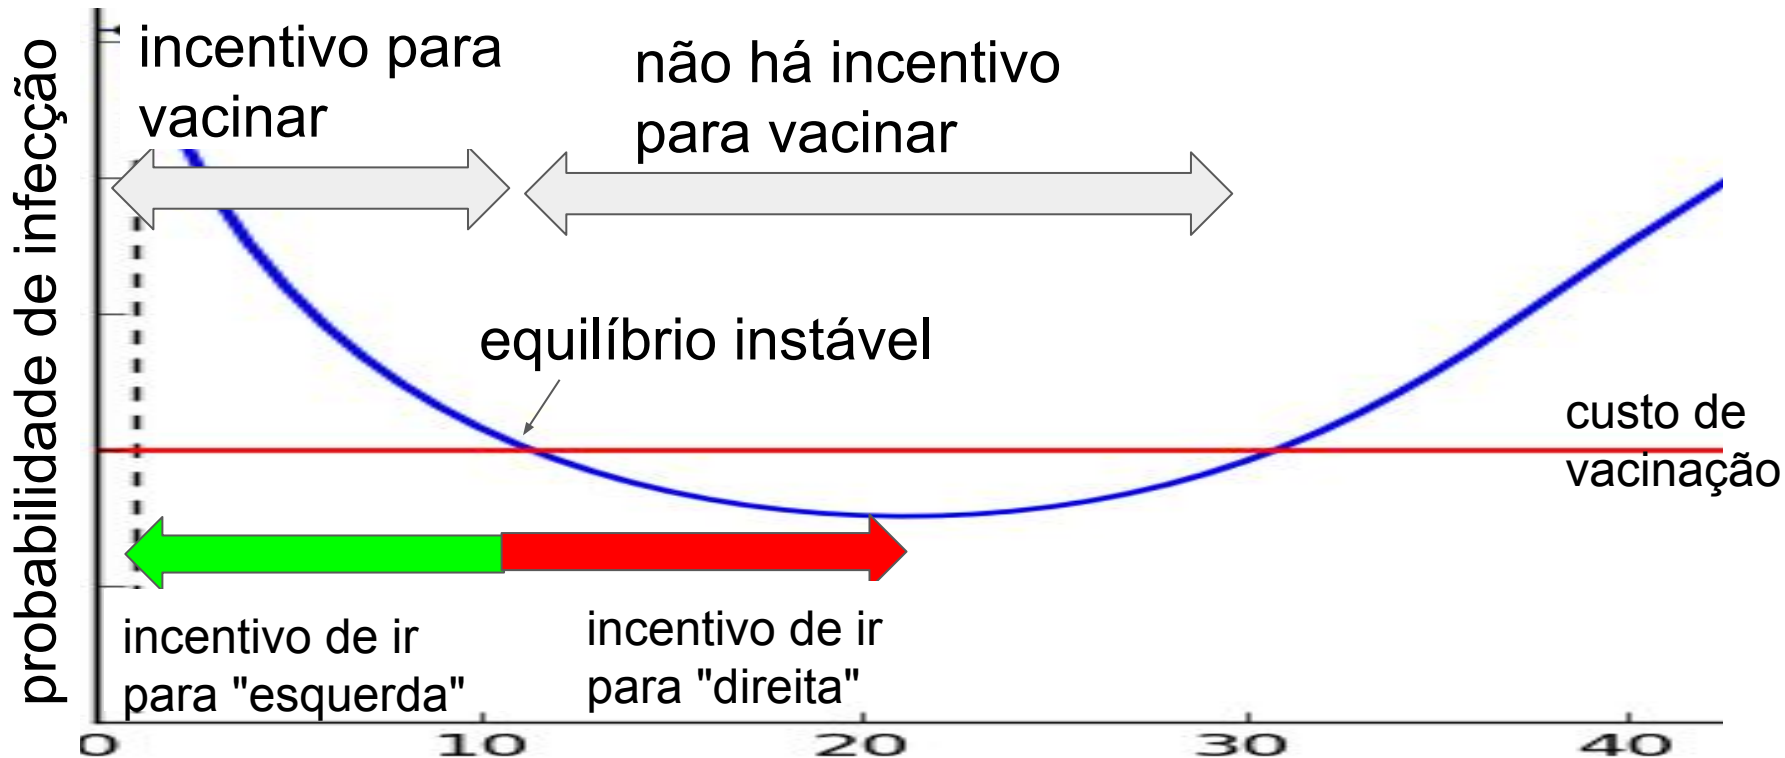 probabilidade de infecção
incentivo para
vacinar
não há incentivo
para vacinar
equilíbrio instável
custo de
vacinação
incentivo de ir
para "esquerda"
incentivo de ir
para "direita"
0 10 20 30 40